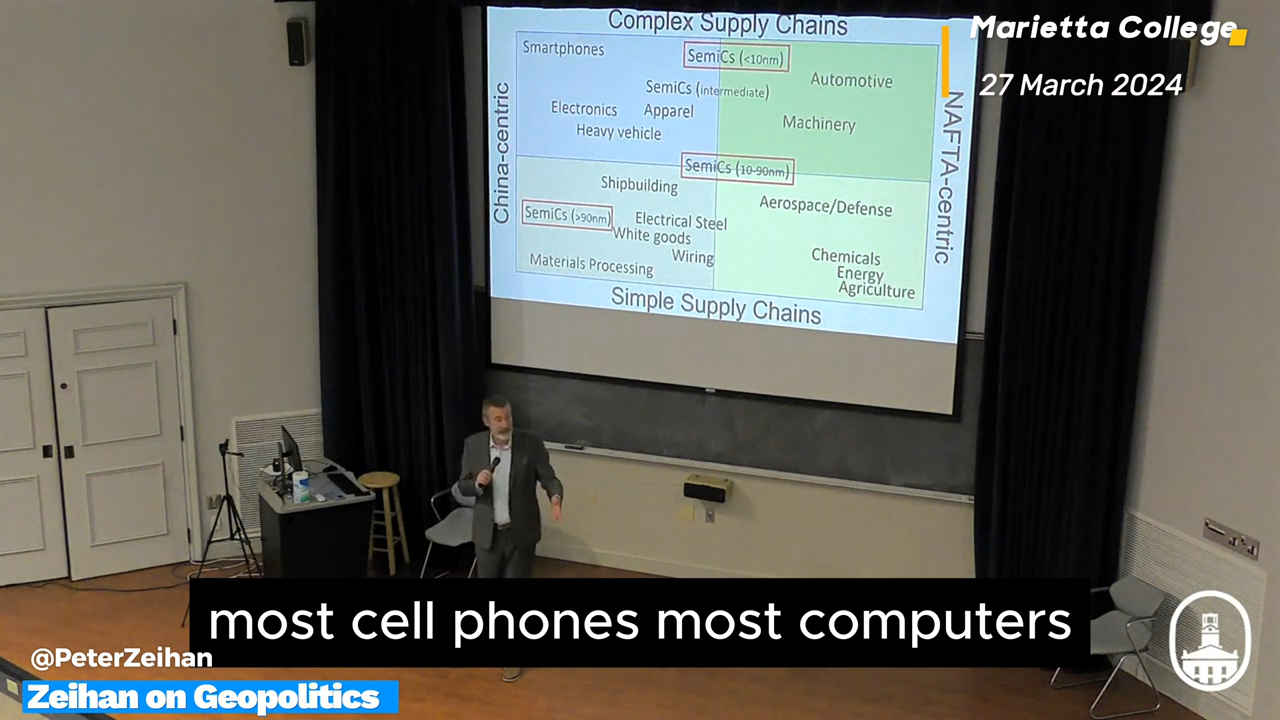 Complex Supply Chains
Marietta College
27 March 2024
Smartphones
SemiCs (<10nm)
SemiCs (intermediate)
Automotive
Electronics
Apparel
Heavy vehicle
Machinery
China-centric
NAFTA-centric
SemiCs (10-90nm)
Shipbuilding
Aerospace/Defense
SemiCs (>90nm)
Electrical Steel
White goods
Wiring
Materials Processing
Chemicals
Energy
Agriculture
Simple Supply Chains
most cell phones most computers
@PeterZeihan
Zeihan on Geopolitics